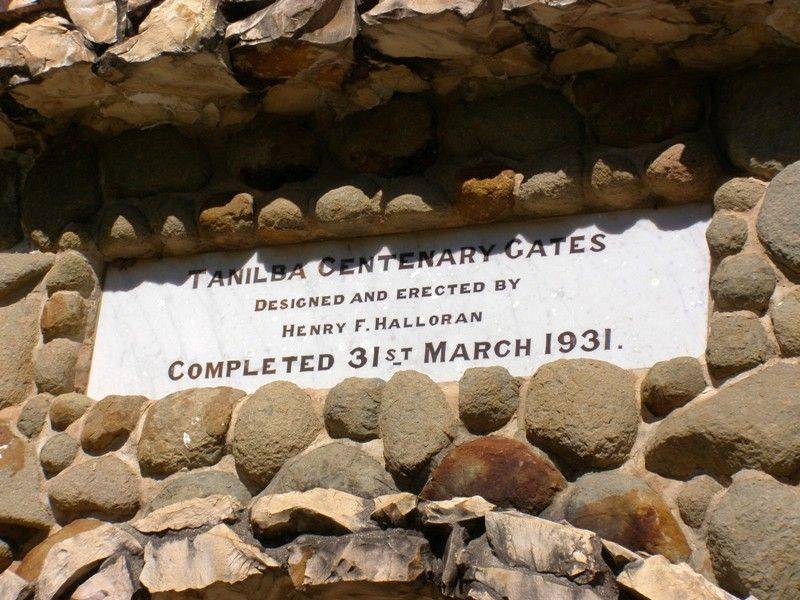 TANILBA CENTENARY GATES
DESIGNED AND ERECTED BY
HENRY F. HALLORAN
COMPLETED 31ST MARCH 1931.